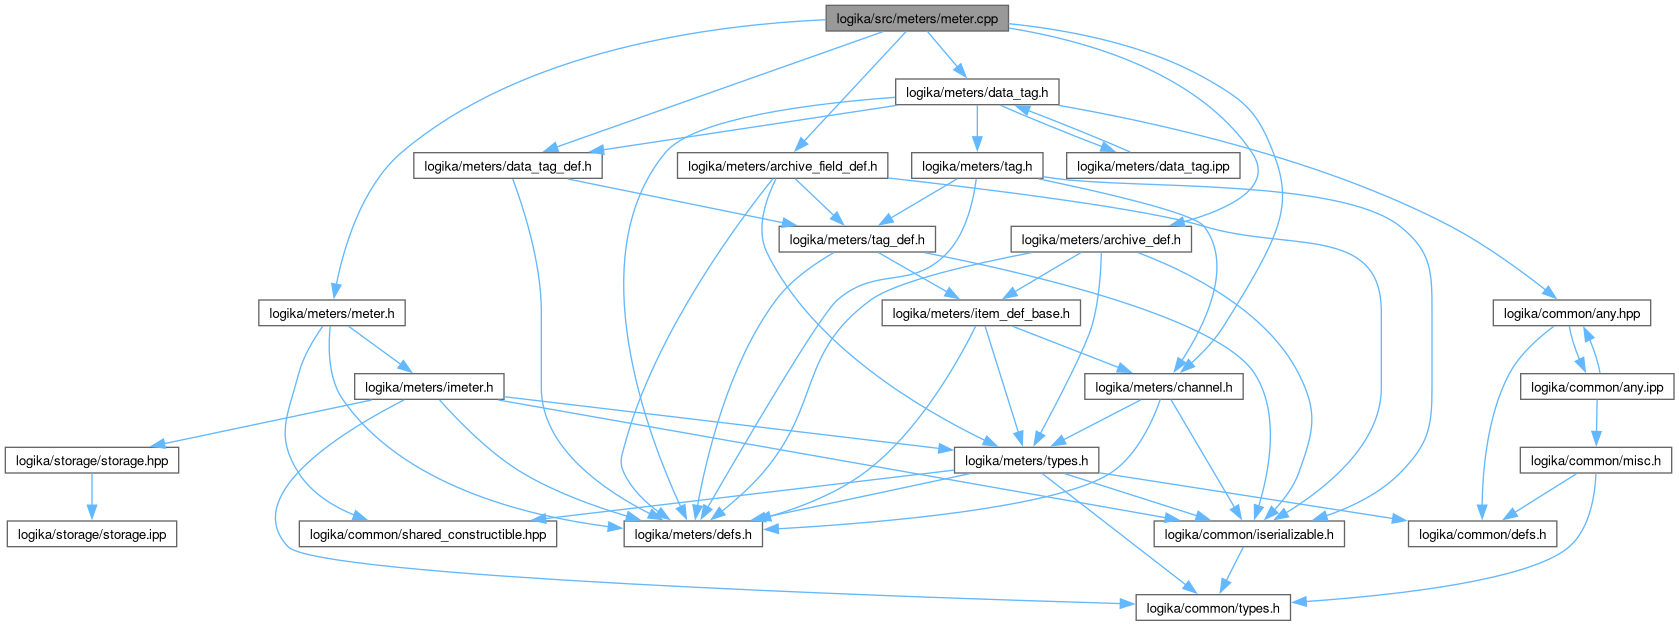 logika/src/meters/meter.cpp
logika/meters/data_tag.h
logika/meters/data_tag_def.h
logika/meters/archive_field_def.h
logika/meters/tag.h
logika/meters/data_tag.ipp
logika/meters/tag_def.h
logika/meters/archive_def.h
logika/meters/meter.h
logika/meters/item_def_base.h
logika/common/any.hpp
logika/meters/imeter.h
logika/meters/channel.h
logika/common/any.ipp
logika/storage/storage.hpp
logika/meters/types.h
logika/common/misc.h
logika/storage/storage.ipp
logika/common/shared_constructible.hpp
logika/meters/defs.h
logika/common/iserializable.h
logika/common/defs.h
logika/common/types.h